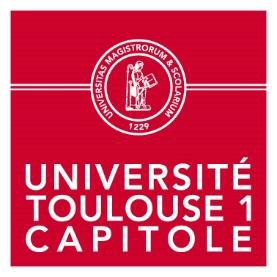 UNIVERSITAS MAGISTRORUM & SCOLARIUM
1229
UNIVERSITÉ
TOULOUSE 1
CAPITOLE